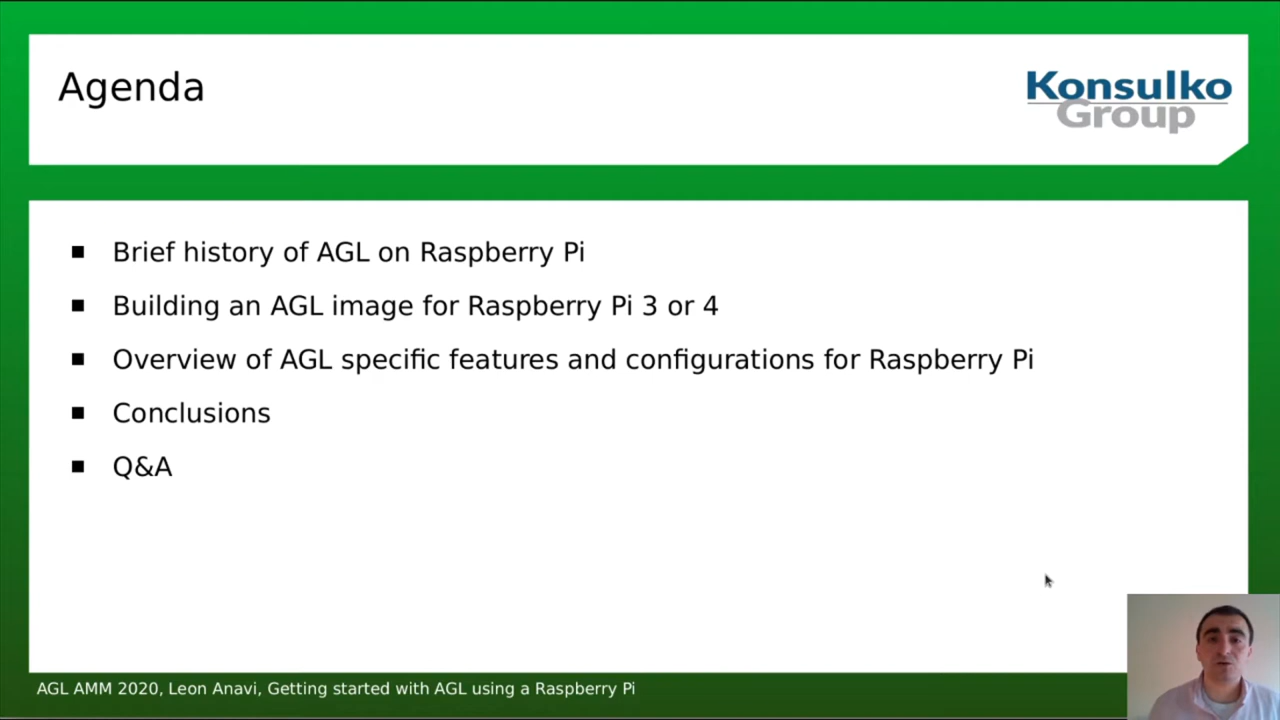 Agenda
Konsulko
Group
Brief history of AGL on Raspberry Pi
Building an AGL image for Raspberry Pi 3 or 4
Overview of AGL specific features and configurations for Raspberry Pi
Conclusions
Q&A
AGL AMM 2020, Leon Anavi, Getting started with AGL using a Raspberry Pi